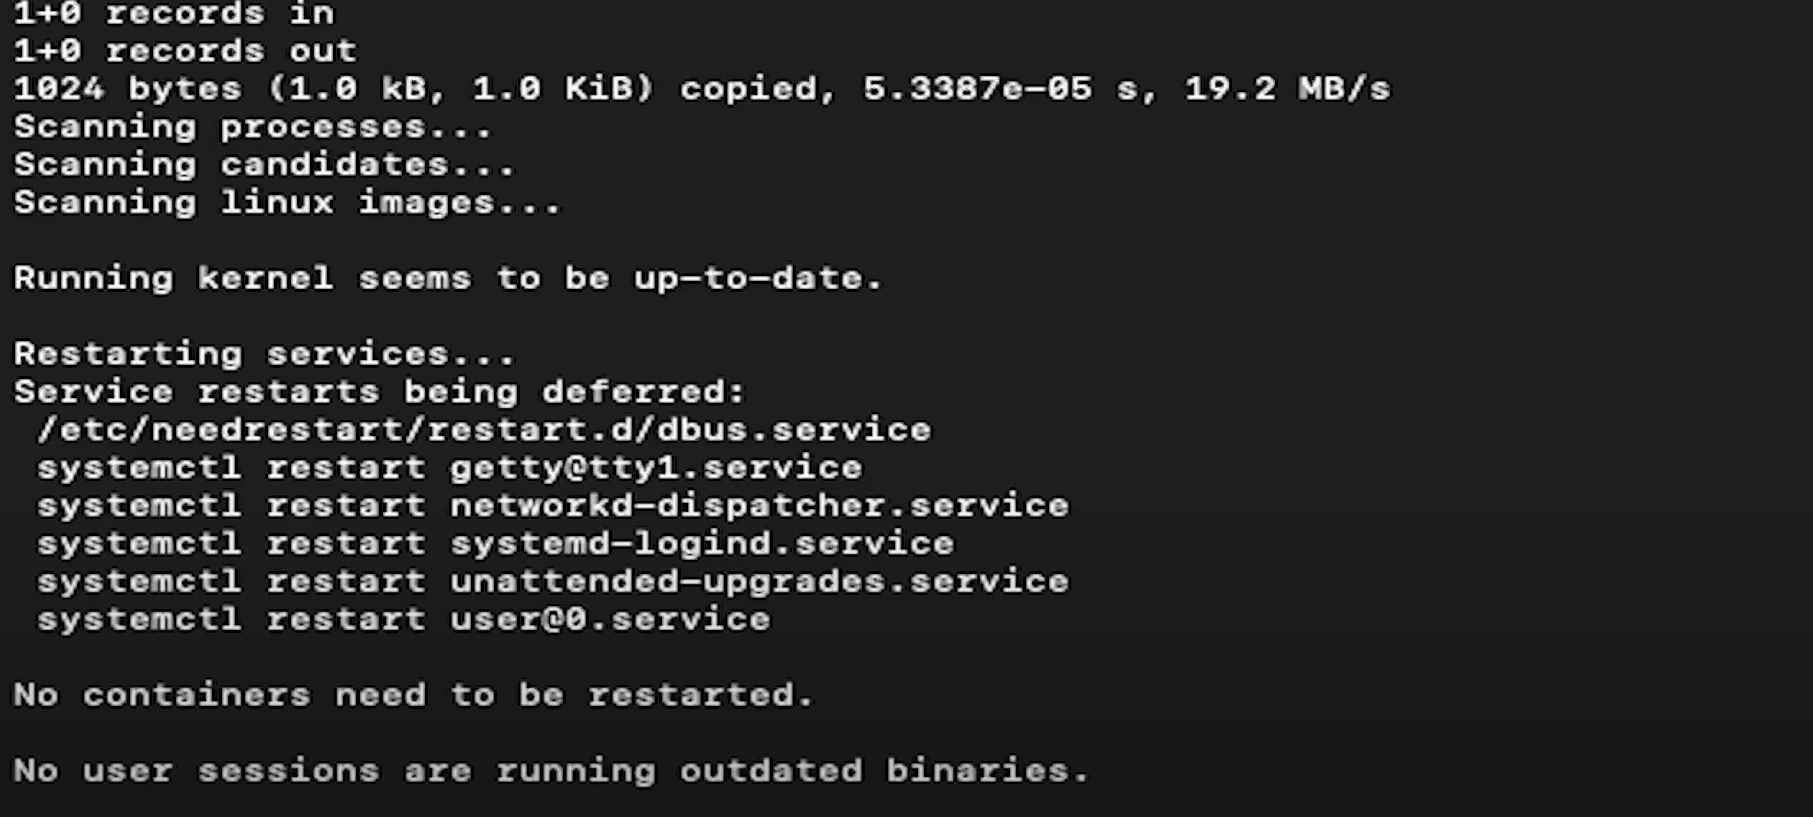 1+0 records in
1+0 records out
1024 bytes (1.0 kB, 1.0 KiB) copied, 5.3387e-05 s, 19.2 MB/s
Scanning processes...
Scanning candidates...
Scanning linux images...
Running kernel seems to be up-to-date.
Restarting services...
Service restarts being deferred:
/etc/needrestart/restart.d/dbus.service
systemctl restart getty@tty1.service
systemctl restart networkd-dispatcher.service
systemctl restart systemd-logind.service
systemctl restart unattended-upgrades.service
systemctl restart user@0.service
No containers need to be restarted.
No user sessions are running outdated binaries.